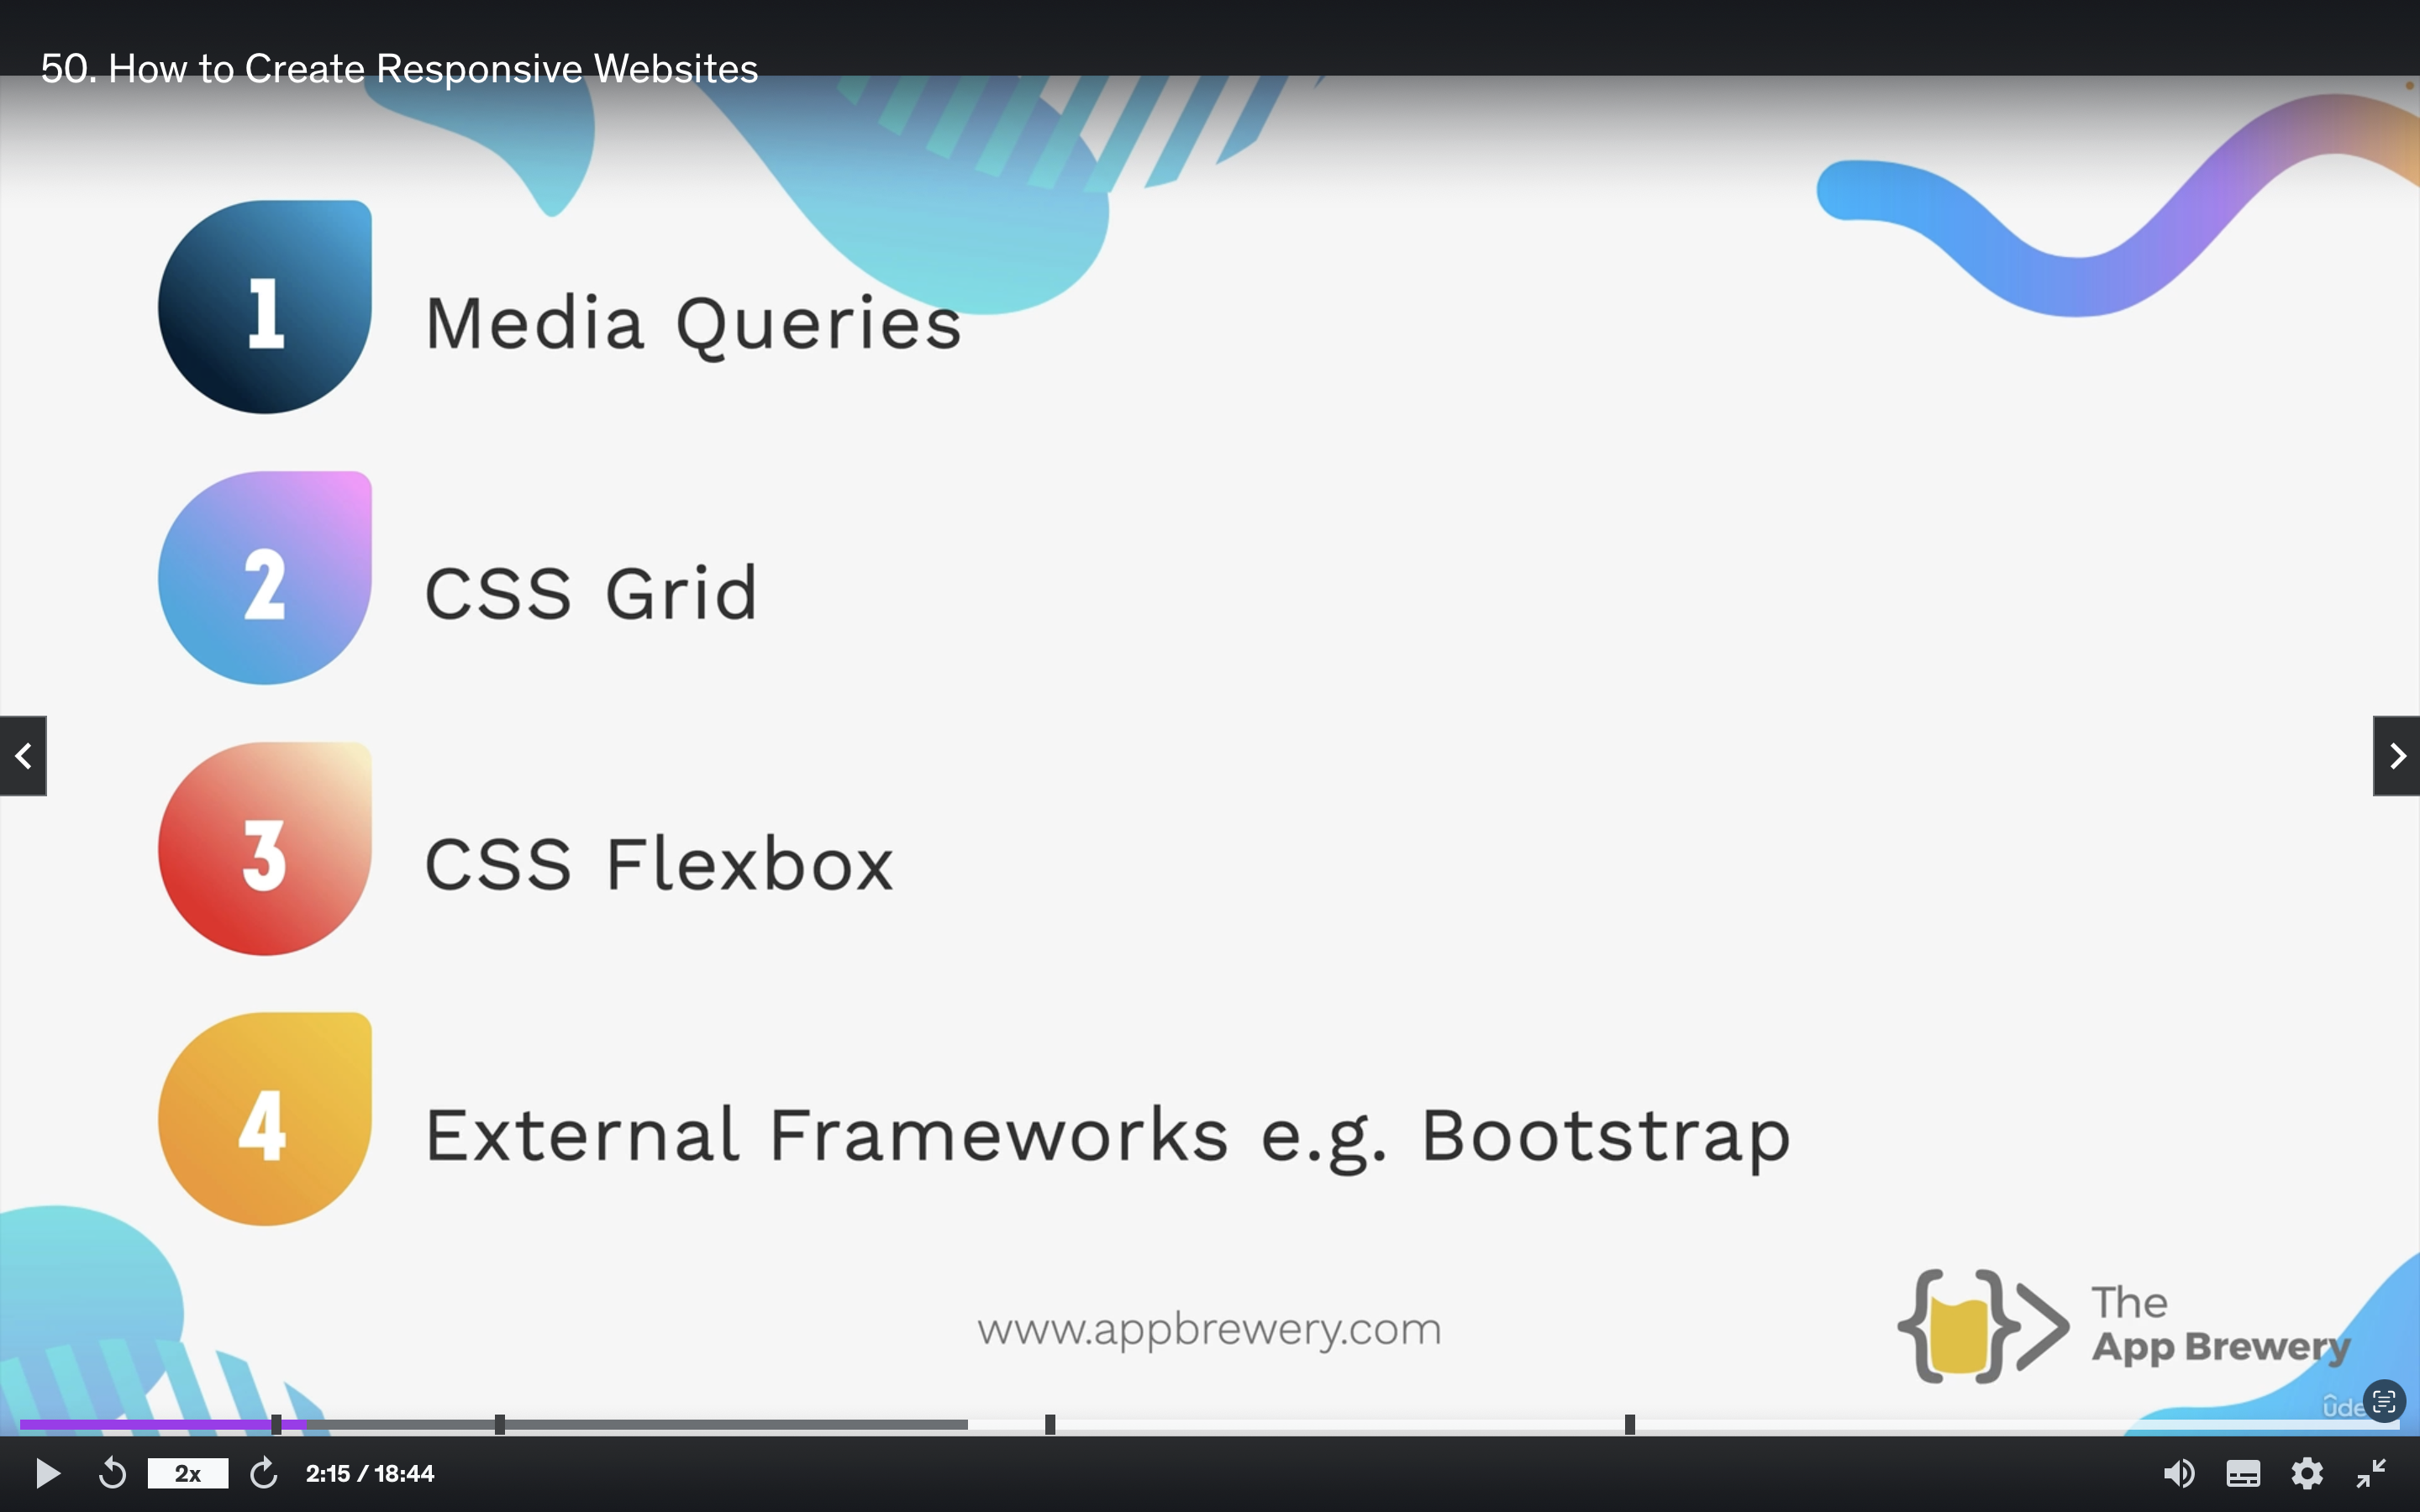 50. How to Create Responsive Websites
1 Media Queries
2 CSS Grid
3 CSS Flexbox
4 External Frameworks e.g. Bootstrap
www.appbrewery.com
The
App Brewery
2x 2:15 / 18:44